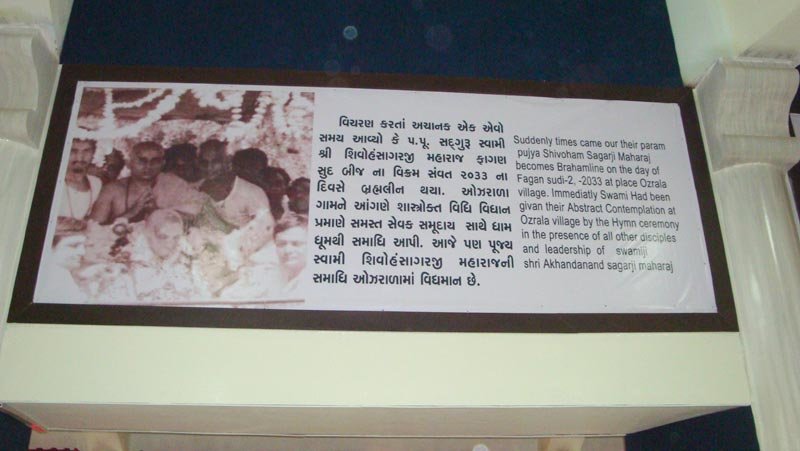 વિચરણ કરતાં અચાનક એક એવો
સમય આવ્યો કે પ.પૂ. સદ્‌ગુરૂ સ્વામી
શ્રી શિવોહંસાગરજી મહારાજ ફાગણ
સુદ બીજ ના વિક્રમ સંવત ૨૦૩૩ ના
દિવસે બ્રહ્મલીન થયા. ઓઝરાળા
ગામને આંગણે શાસ્ત્રોક્ત વિધિ વિધાન
પ્રમાણે સમસ્ત સેવક સમૂદાય સાથે ધામ
ધૂમથી સમાધિ આપી. આજે પણ પૂજ્ય
સ્વામી શિવોહંસાગરજી મહારાજની
સમાધિ ઓઝરાળામાં વિધમાન છે.
Suddenly times came our their param
pujya Shivoham Sagarji Maharaj
becomes Brahamline on the day of
Fagan sudi-2, -2033 at place Ozrala
village. Immediatly Swami Had been
givan their Abstract Contemplation at
Ozrala village by the Hymn ceremony
in the presence of all other disciples
and leadership of swamiji
shri Akhandanand sagarji maharaj